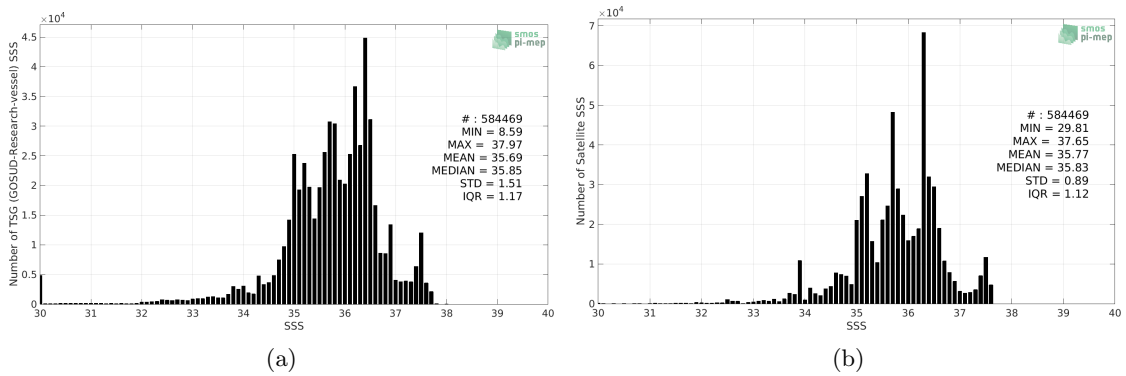 ×10⁴
4.5
4
3.5
3
2.5
2
1.5
1
0.5
0
Number of TSG (GOSUD-Research-vessel) SSS
smos
pi-mep
# : 584469
MIN = 8.59
MAX = 37.97
MEAN = 35.69
MEDIAN = 35.85
STD = 1.51
IQR = 1.17
30 31 32 33 34 35 36 37 38 39 40
SSS
(a)
×10⁴
7
6
5
4
3
2
1
0
Number of Satellite SSS
smos
pi-mep
# : 584469
MIN = 29.81
MAX = 37.65
MEAN = 35.77
MEDIAN = 35.83
STD = 0.89
IQR = 1.12
30 31 32 33 34 35 36 37 38 39 40
SSS
(b)